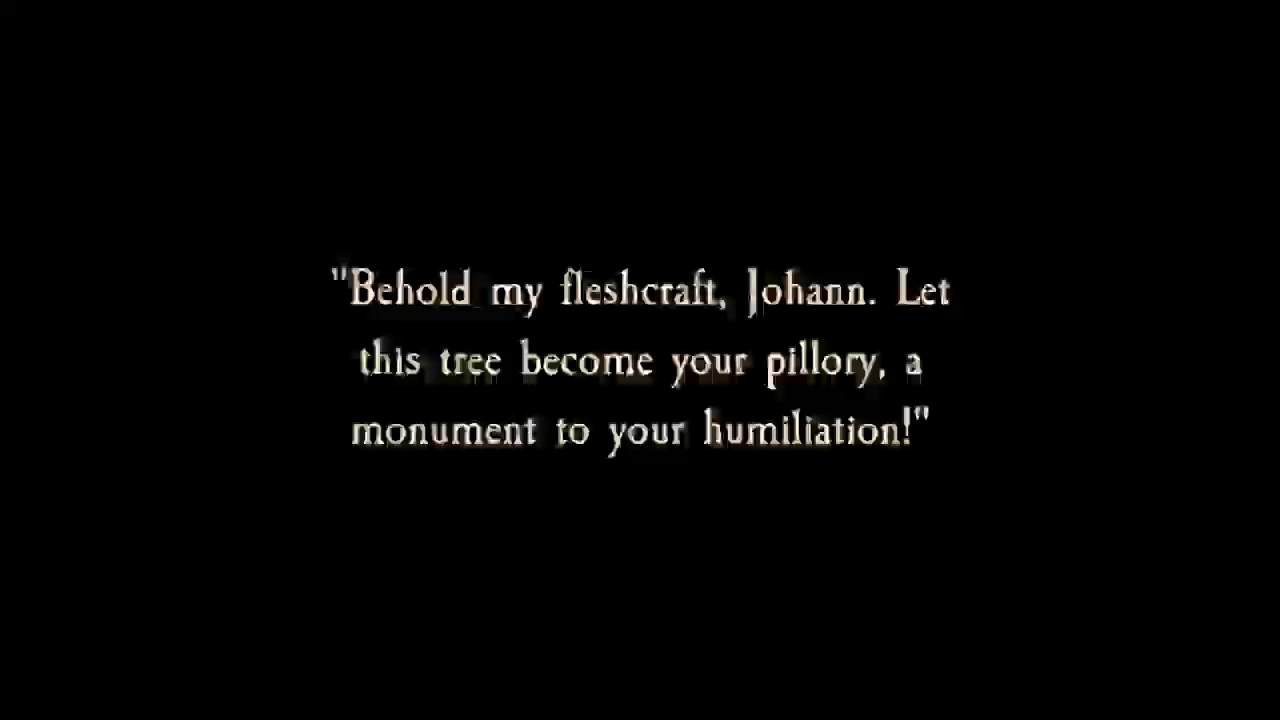 "Behold my fleshcraft, Johann. Let
this tree become your pillory, a
monument to your humiliation!"